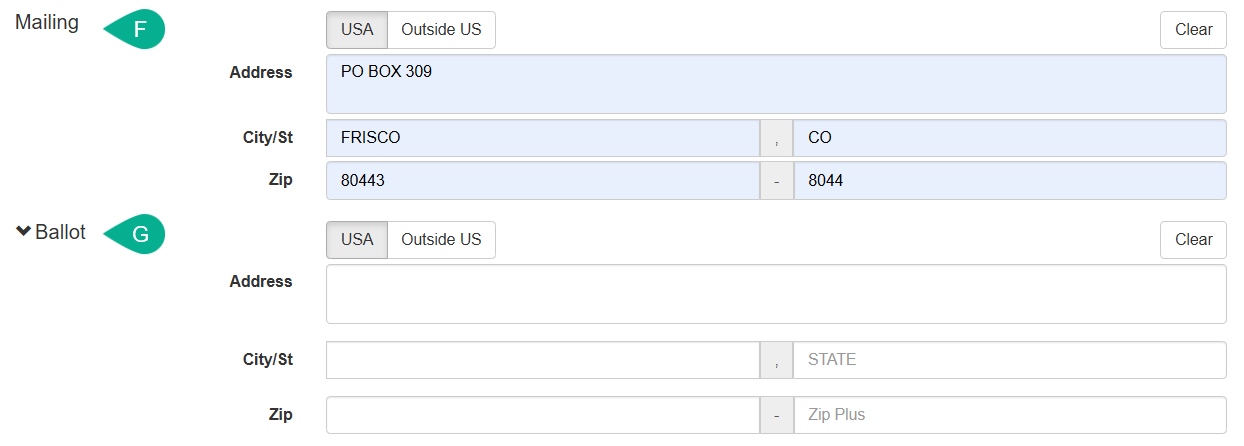 Mailing F USA Outside US Clear
Address PO BOX 309
City/St FRISCO , CO
Zip 80443 - 8044
Ballot G USA Outside US Clear
Address
City/St , STATE
Zip - Zip Plus